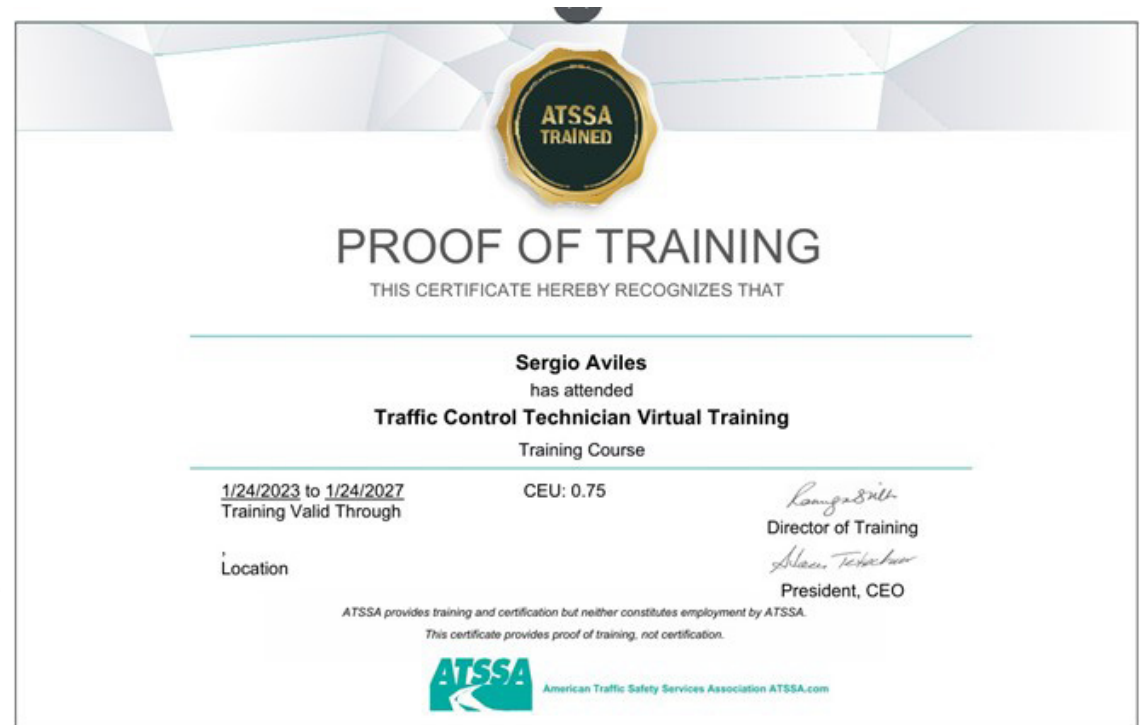 ATSSA
TRAINED
PROOF OF TRAINING
THIS CERTIFICATE HEREBY RECOGNIZES THAT
Sergio Aviles
has attended
Traffic Control Technician Virtual Training
Training Course
1/24/2023 to 1/24/2027
Training Valid Through
CEU: 0.75
Director of Training
,
Location
President, CEO
ATSSA provides training and certification but neither constitutes employment by ATSSA.
This certificate provides proof of training, not certification.
ATSSA
American Traffic Safety Services Association ATSSA.com